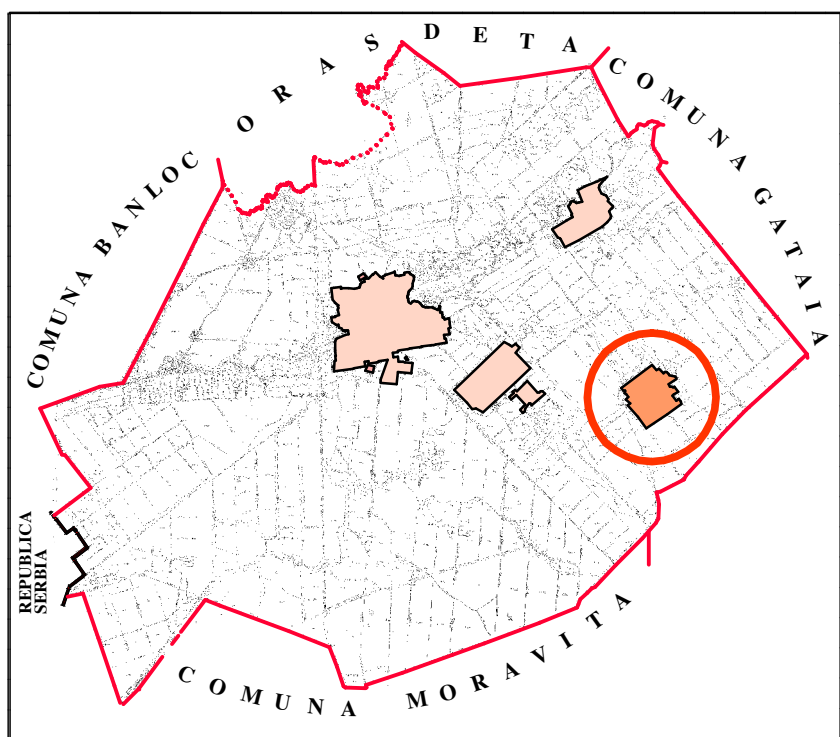 ORAS DETA
COMUNA GATAIA
COMUNA BANLOC
REPUBLICA
SERBIA
COMUNA MORAVITA